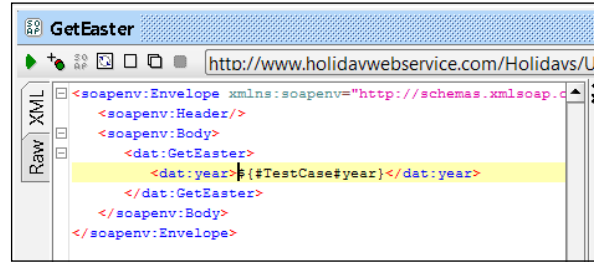 GetEaster
http://www.holidaywebservice.com/Holidays/U
XML
Raw
<soapenv:Envelope xmlns:soapenv="http://schemas.xmlsoap.c
<soapenv:Header/>
<soapenv:Body>
<dat:GetEaster>
<dat:year>${#TestCase#year}</dat:year>
</dat:GetEaster>
</soapenv:Body>
</soapenv:Envelope>